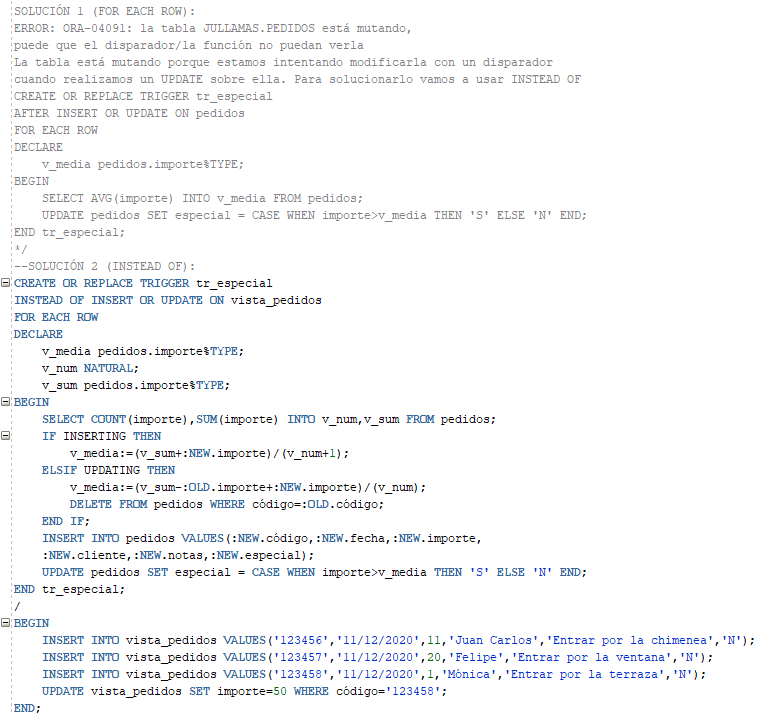 SOLUCIÓN 1 (FOR EACH ROW):
ERROR: ORA-04091: la tabla JULLAMAS.PEDIDOS está mutando,
puede que el disparador/la función no puedan verla
La tabla está mutando porque estamos intentando modificarla con un disparador
cuando realizamos un UPDATE sobre ella. Para solucionarlo vamos a usar INSTEAD OF
CREATE OR REPLACE TRIGGER tr_especial
AFTER INSERT OR UPDATE ON pedidos
FOR EACH ROW
DECLARE
    v_media pedidos.importe%TYPE;
BEGIN
    SELECT AVG(importe) INTO v_media FROM pedidos;
    UPDATE pedidos SET especial = CASE WHEN importe>v_media THEN 'S' ELSE 'N' END;
END tr_especial;
*/
--SOLUCIÓN 2 (INSTEAD OF):
CREATE OR REPLACE TRIGGER tr_especial
INSTEAD OF INSERT OR UPDATE ON vista_pedidos
FOR EACH ROW
DECLARE
    v_media pedidos.importe%TYPE;
    v_num NATURAL;
    v_sum pedidos.importe%TYPE;
BEGIN
    SELECT COUNT(importe),SUM(importe) INTO v_num,v_sum FROM pedidos;
    IF INSERTING THEN
        v_media:=(v_sum+:NEW.importe)/(v_num+1);
    ELSIF UPDATING THEN
        v_media:=(v_sum-:OLD.importe+:NEW.importe)/(v_num);
        DELETE FROM pedidos WHERE código=:OLD.código;
    END IF;
    INSERT INTO pedidos VALUES(:NEW.código,:NEW.fecha,:NEW.importe,
    :NEW.cliente,:NEW.notas,:NEW.especial);
    UPDATE pedidos SET especial = CASE WHEN importe>v_media THEN 'S' ELSE 'N' END;
END tr_especial;
/
BEGIN
    INSERT INTO vista_pedidos VALUES('123456','11/12/2020',11,'Juan Carlos','Entrar por la chimenea','N');
    INSERT INTO vista_pedidos VALUES('123457','11/12/2020',20,'Felipe','Entrar por la ventana','N');
    INSERT INTO vista_pedidos VALUES('123458','11/12/2020',1,'Mónica','Entrar por la terraza','N');
    UPDATE vista_pedidos SET importe=50 WHERE código='123458';
END;